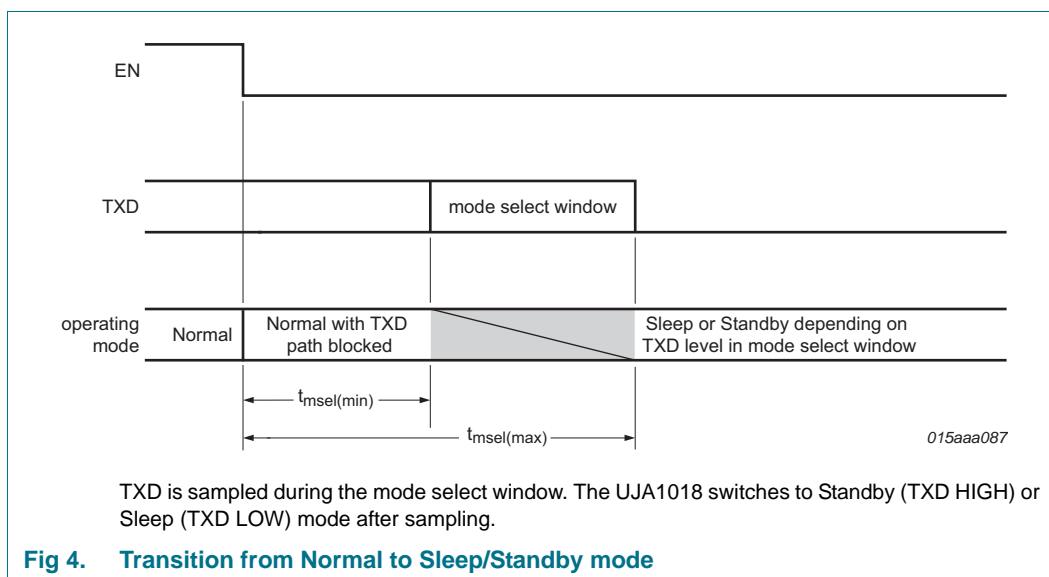 EN
TXD
mode select window
operating
mode
Normal
Normal with TXD
path blocked
Sleep or Standby depending on
TXD level in mode select window
tmsel(min)
tmsel(max)
015aaa087
TXD is sampled during the mode select window. The UJA1018 switches to Standby (TXD HIGH) or
Sleep (TXD LOW) mode after sampling.
Fig 4. Transition from Normal to Sleep/Standby mode